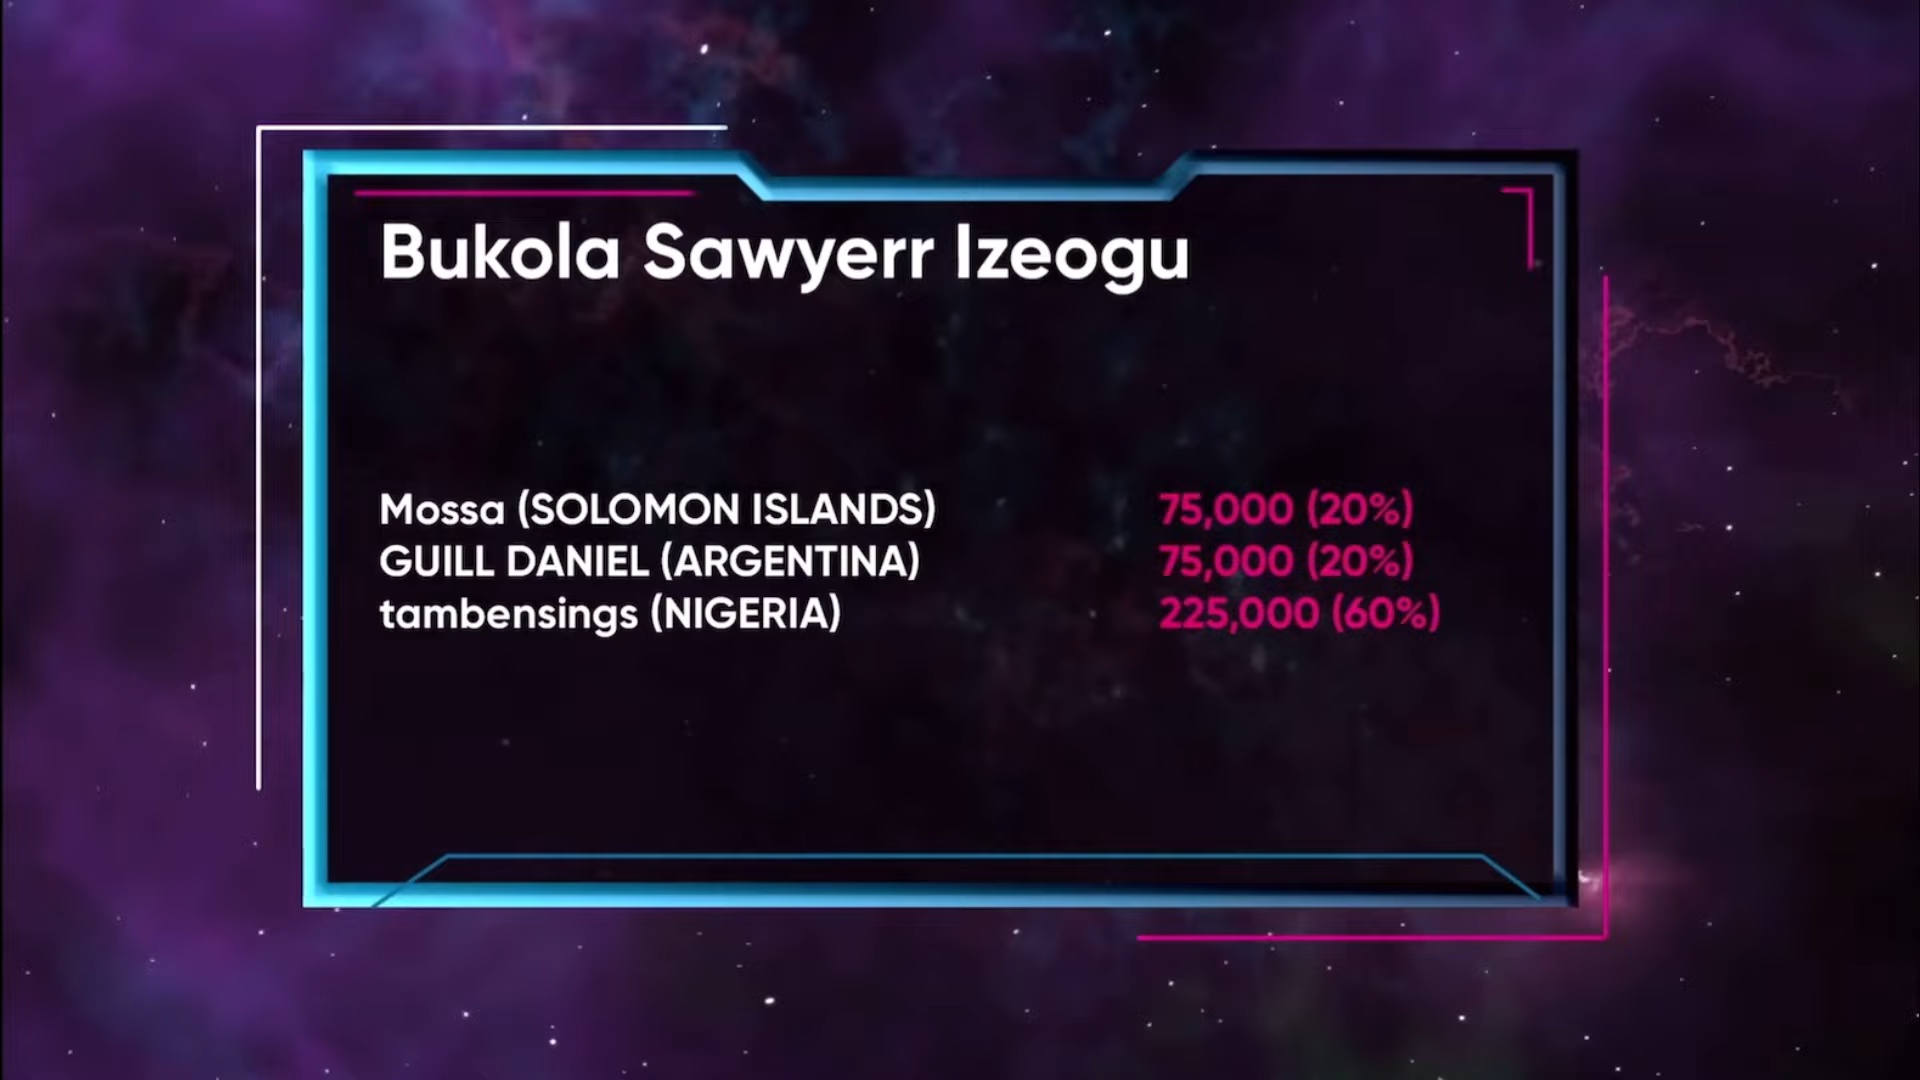 Bukola Sawyerr Izeogu
Mossa (SOLOMON ISLANDS) 75,000 (20%)
GUILL DANIEL (ARGENTINA) 75,000 (20%)
tambensings (NIGERIA) 225,000 (60%)